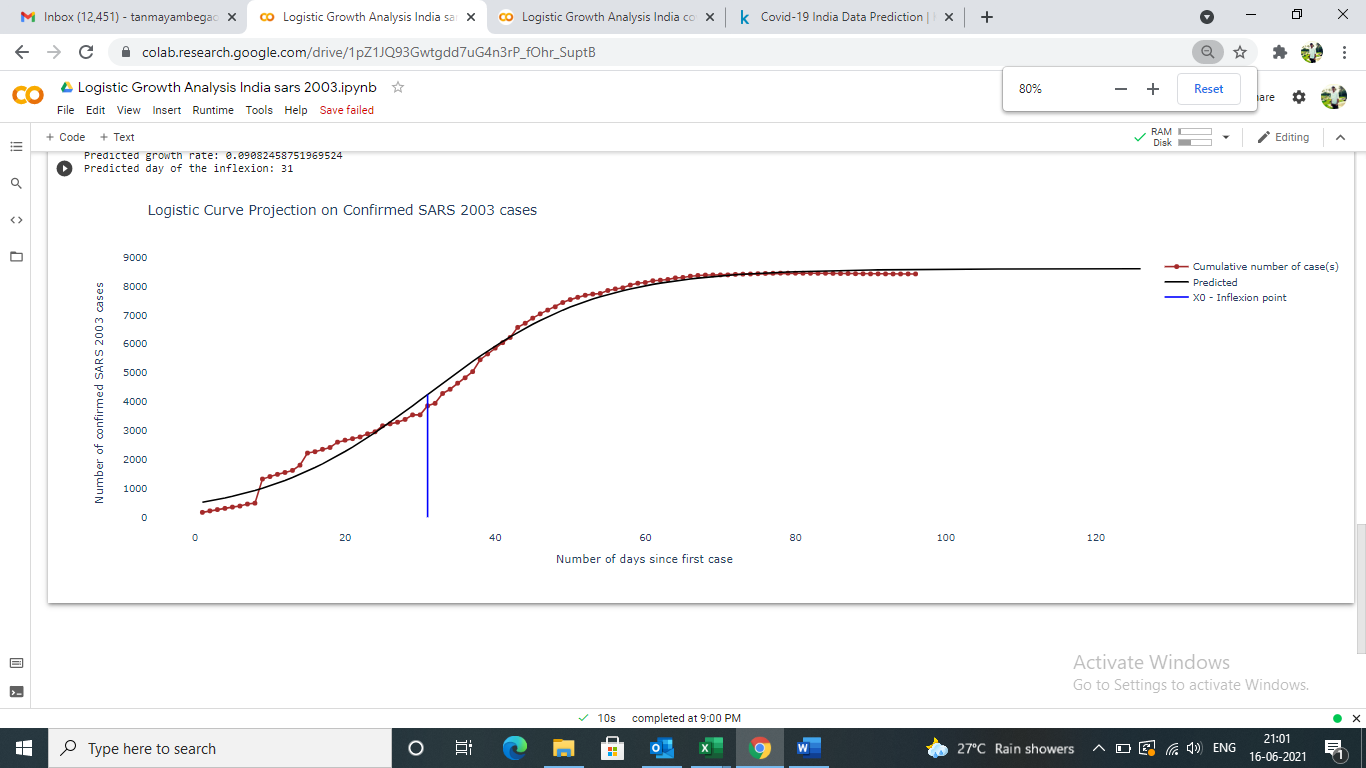 Inbox (12,451) - tanmayambegao
Logistic Growth Analysis India sa
Logistic Growth Analysis India co
Covid-19 India Data Prediction |
colab.research.google.com/drive/1pZ1JQ93Gwtgdd7uG4n3rP_fOhr_SuptB
80%
Reset
Logistic Growth Analysis India sars 2003.ipynb
are
File Edit View Insert Runtime Tools Help Save failed
+ Code + Text
RAM
Disk
Editing
Predicted growth rate: 0.09082458751969524
Predicted day of the inflexion: 31
Logistic Curve Projection on Confirmed SARS 2003 cases
Number of confirmed SARS 2003 cases
9000
8000
7000
6000
5000
4000
3000
2000
1000
0
0 20 40 60 80 100 120
Number of days since first case
Cumulative number of case(s)
Predicted
X0 - Inflexion point
Activate Windows
Go to Settings to activate Windows.
10s completed at 9:00 PM
Type here to search
27°C Rain showers
ENG
21:01
16-06-2021
1